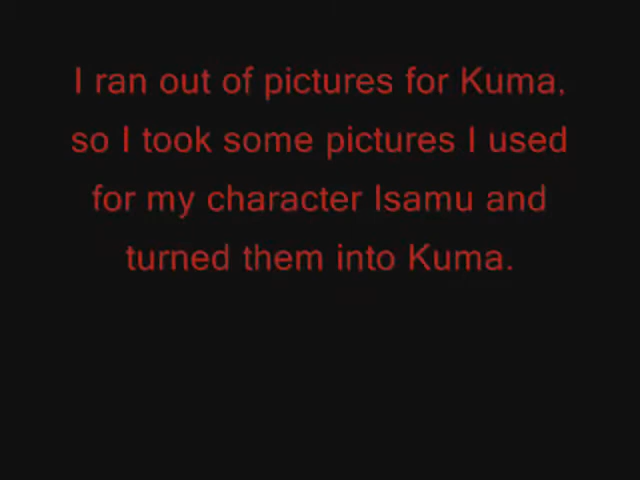 I ran out of pictures for Kuma,
so I took some pictures I used
for my character Isamu and
turned them into Kuma.